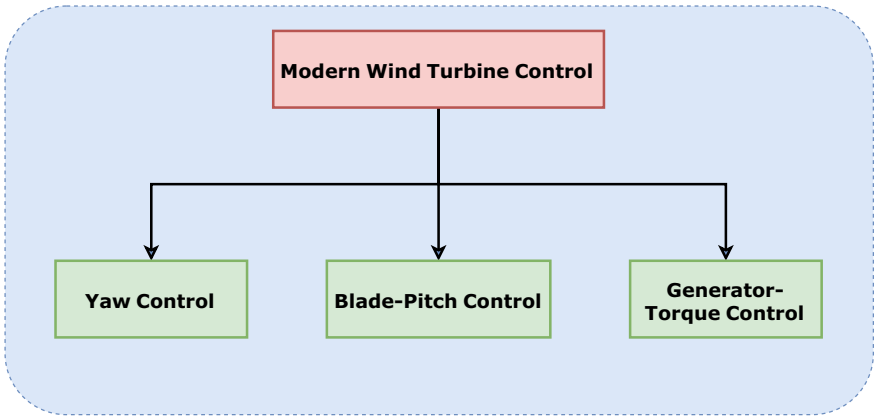 Modern Wind Turbine Control
Yaw Control
Blade-Pitch Control
Generator-
Torque Control